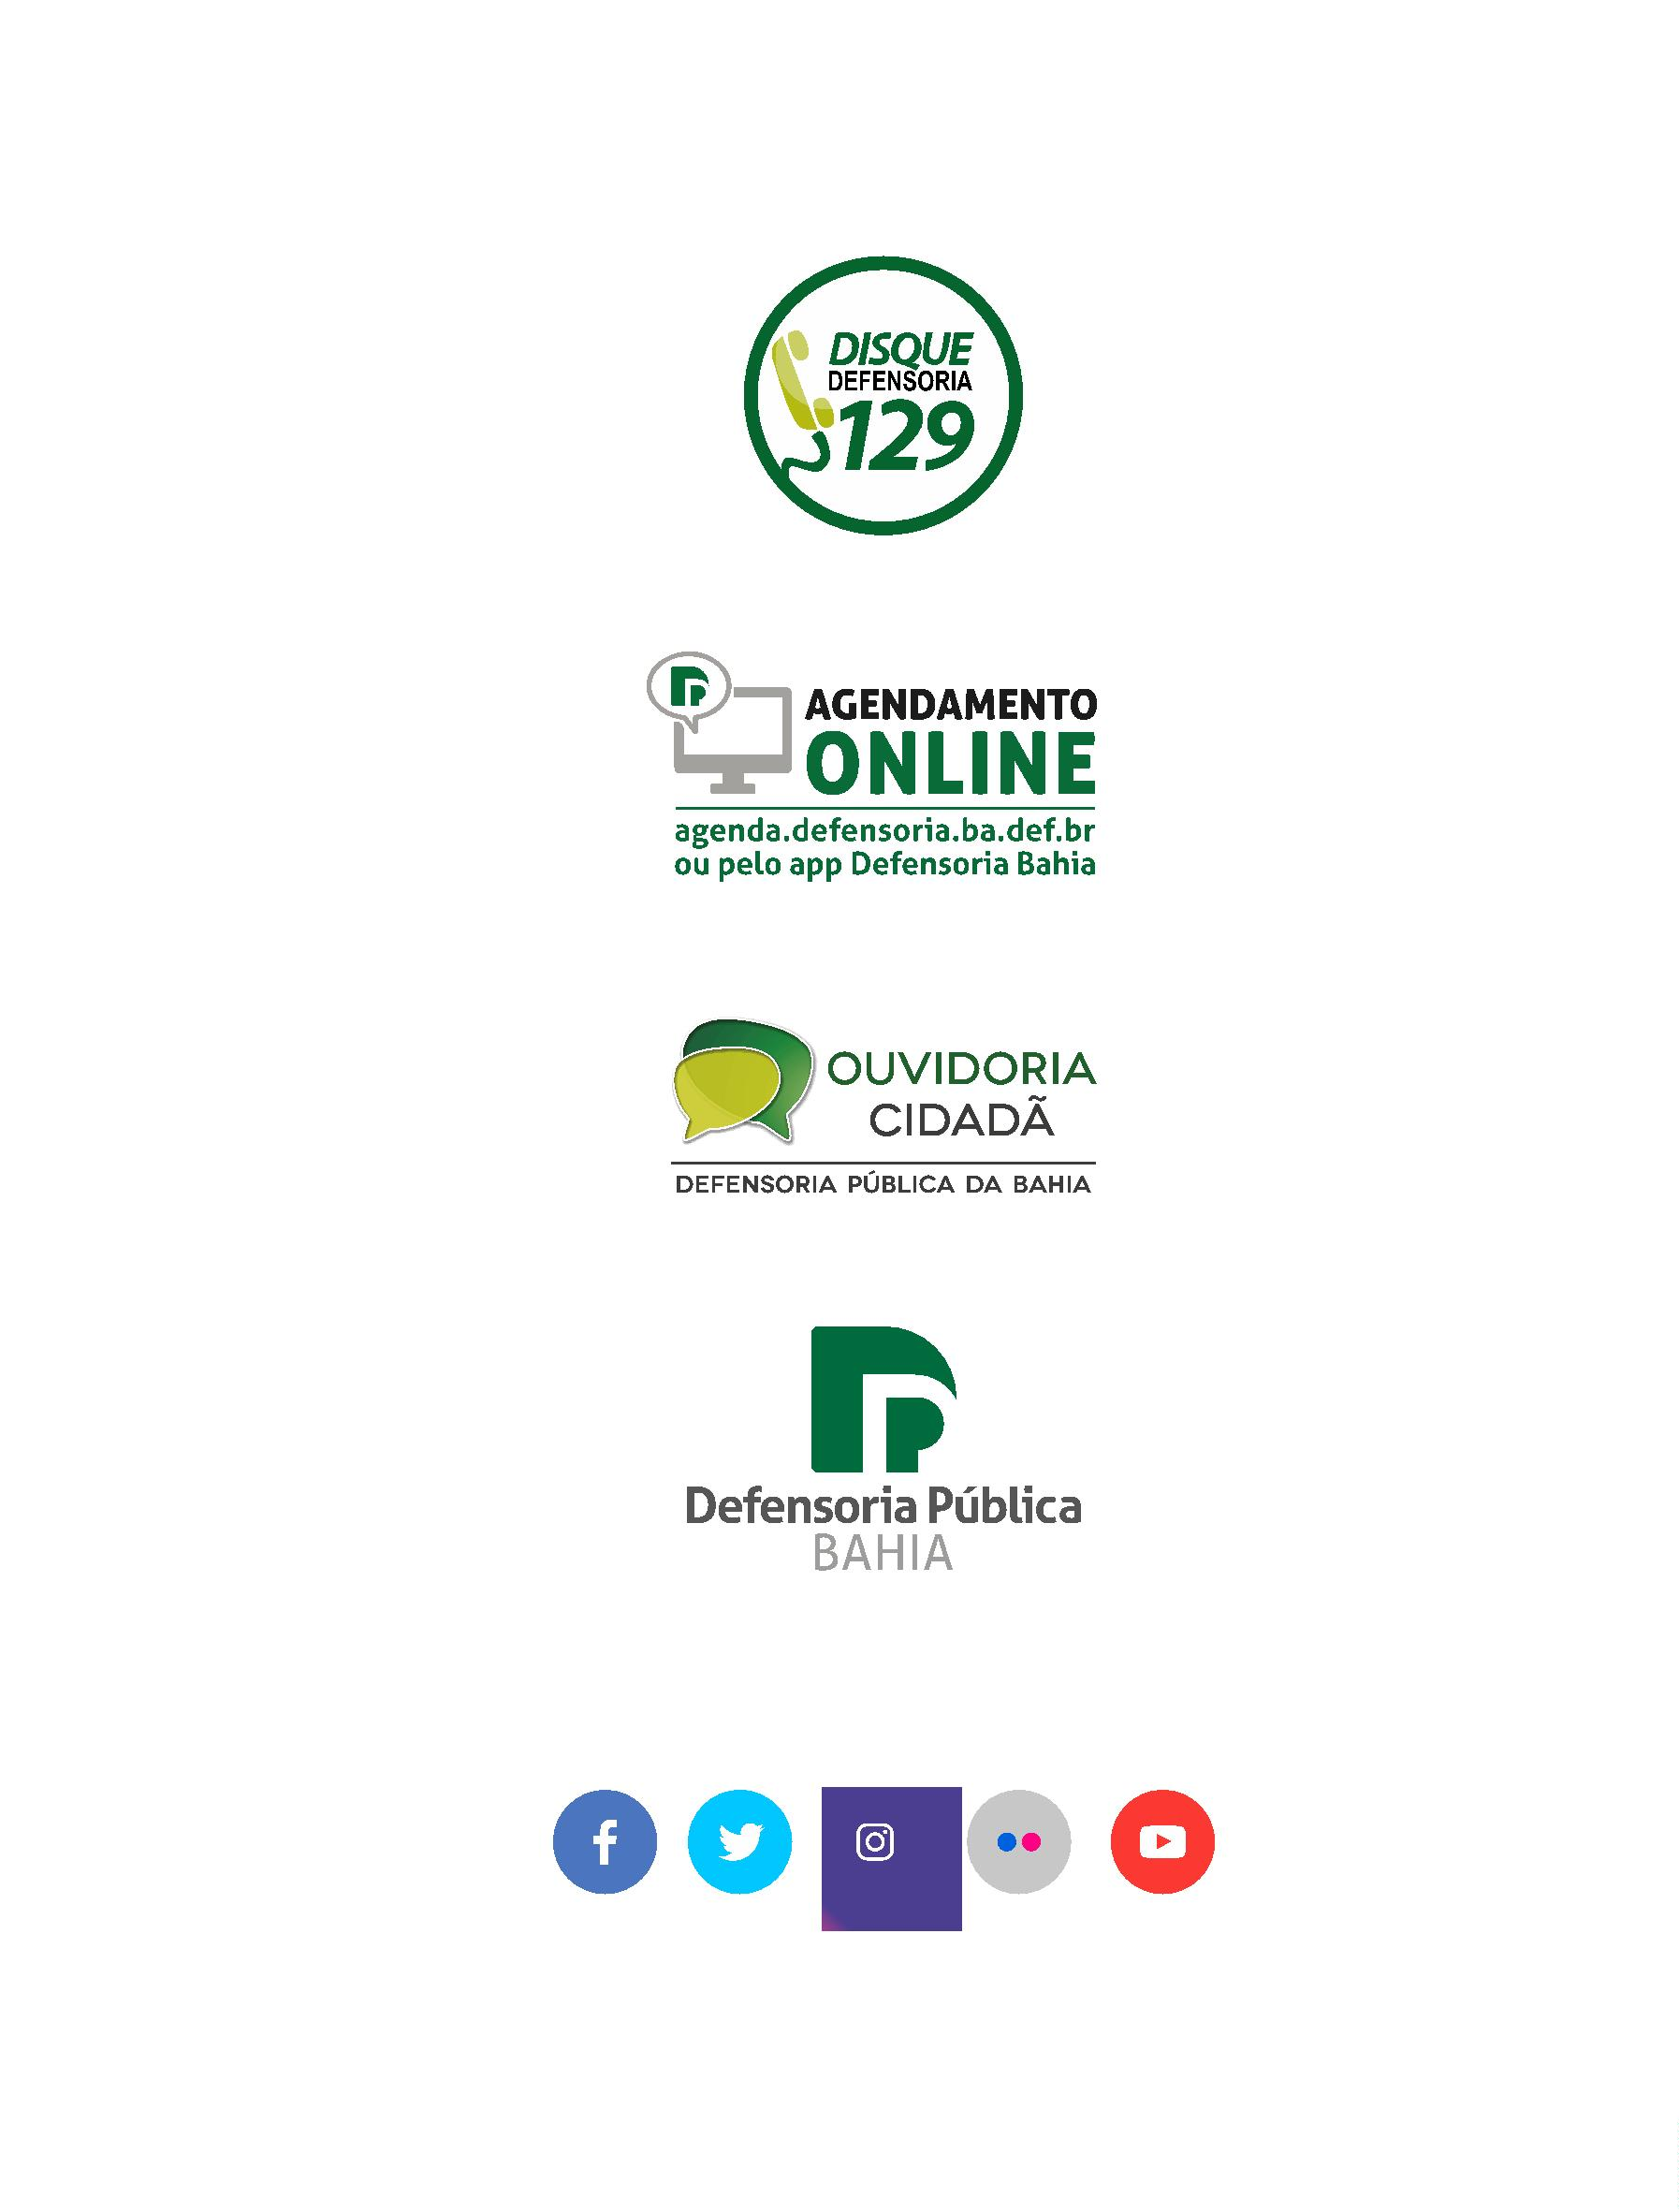 DISQUE
DEFENSORIA
129
AGENDAMENTO
ONLINE
agenda.defensoria.ba.def.br
ou pelo app Defensoria Bahia
OUVIDORIA
CIDADÃ
DEFENSORIA PÚBLICA DA BAHIA
Defensoria Pública
BAHIA